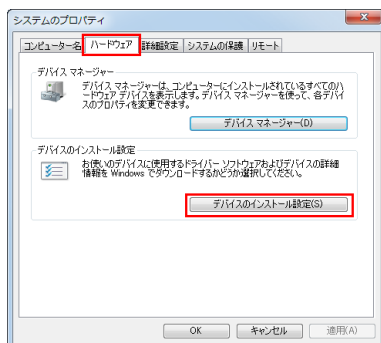 システムのプロパティ
コンピューター名 ハードウェア 詳細設定 システムの保護 リモート
デバイス マネージャー
デバイス マネージャーは、コンピューターにインストールされているすべてのハ
ードウェア デバイスを表示します。デバイス マネージャーを使って、各デバイ
スのプロパティを変更できます。
デバイス マネージャー(D)
デバイスのインストール設定
お使いのデバイスに使用するドライバー ソフトウェアおよびデバイスの詳細
情報を Windows でダウンロードするかどうか選択してください。
デバイスのインストール設定(S)
OK キャンセル 適用(A)